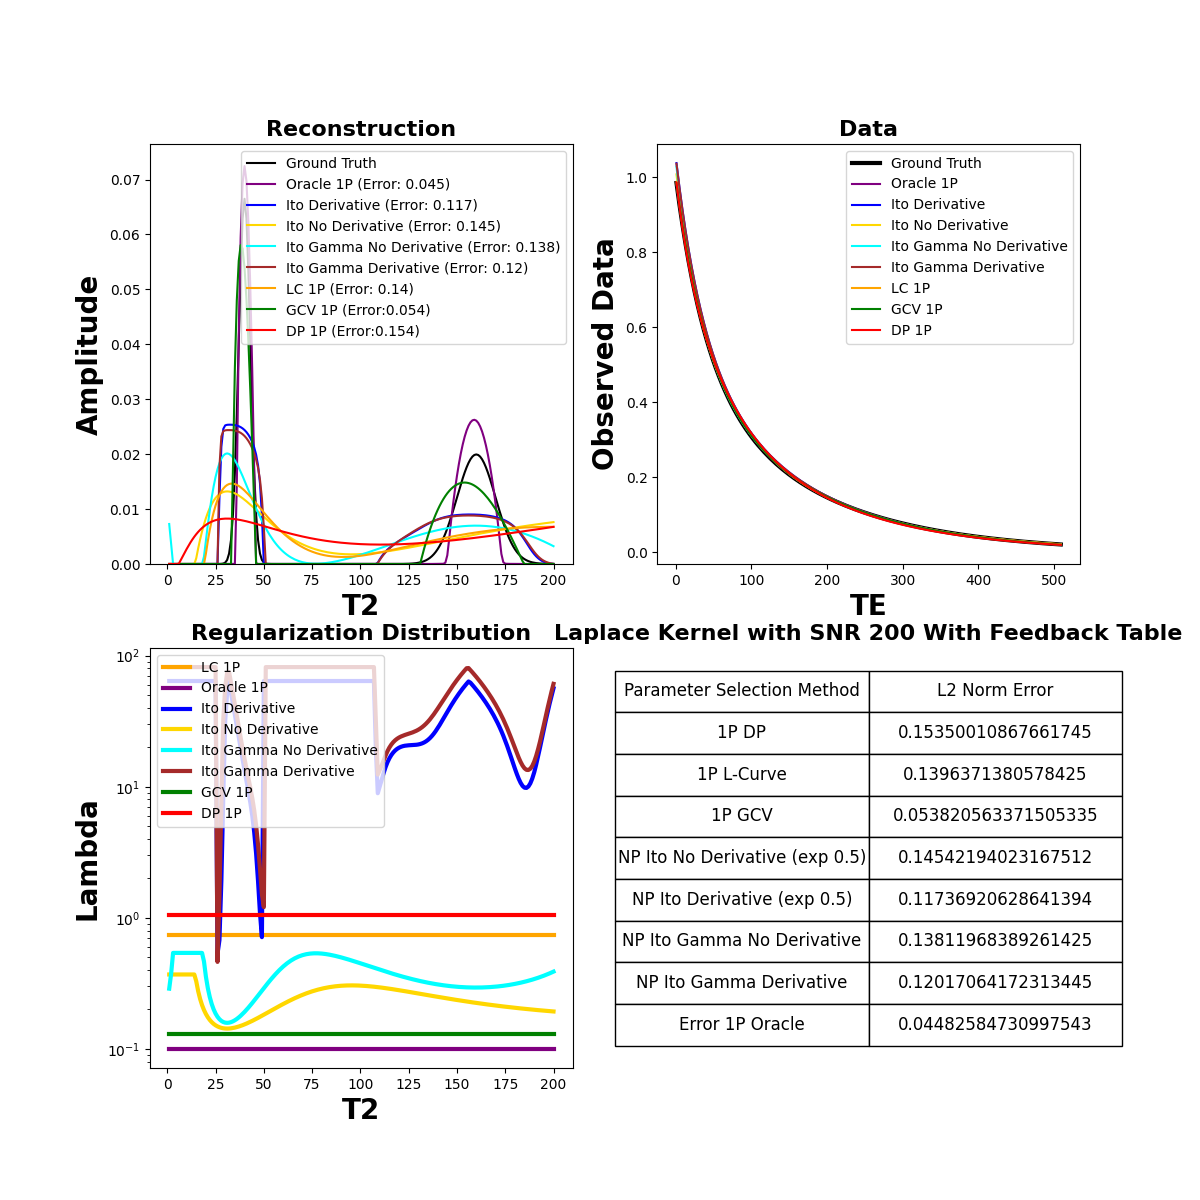 Reconstruction
Amplitude
0.07
0.06
0.05
0.04
0.03
0.02
0.01
0.00
Ground Truth
Oracle 1P (Error: 0.045)
Ito Derivative (Error: 0.117)
Ito No Derivative (Error: 0.145)
Ito Gamma No Derivative (Error: 0.138)
Ito Gamma Derivative (Error: 0.12)
LC 1P (Error: 0.14)
GCV 1P (Error:0.054)
DP 1P (Error:0.154)
0 25 50 75 100 125 150 175 200
T2
Data
Observed Data
1.0
0.8
0.6
0.4
0.2
0.0
Ground Truth
Oracle 1P
Ito Derivative
Ito No Derivative
Ito Gamma No Derivative
Ito Gamma Derivative
LC 1P
GCV 1P
DP 1P
0 100 200 300 400 500
TE
Regularization Distribution
Lambda
10²
10¹
10⁰
10⁻¹
LC 1P
Oracle 1P
Ito Derivative
Ito No Derivative
Ito Gamma No Derivative
Ito Gamma Derivative
GCV 1P
DP 1P
0 25 50 75 100 125 150 175 200
T2
Laplace Kernel with SNR 200 With Feedback Table
Parameter Selection Method L2 Norm Error
1P DP 0.15350010867661745
1P L-Curve 0.1396371380578425
1P GCV 0.053820563371505335
NP Ito No Derivative (exp 0.5) 0.14542194023167512
NP Ito Derivative (exp 0.5) 0.11736920628641394
NP Ito Gamma No Derivative 0.13811968389261425
NP Ito Gamma Derivative 0.12017064172313445
Error 1P Oracle 0.04482584730997543